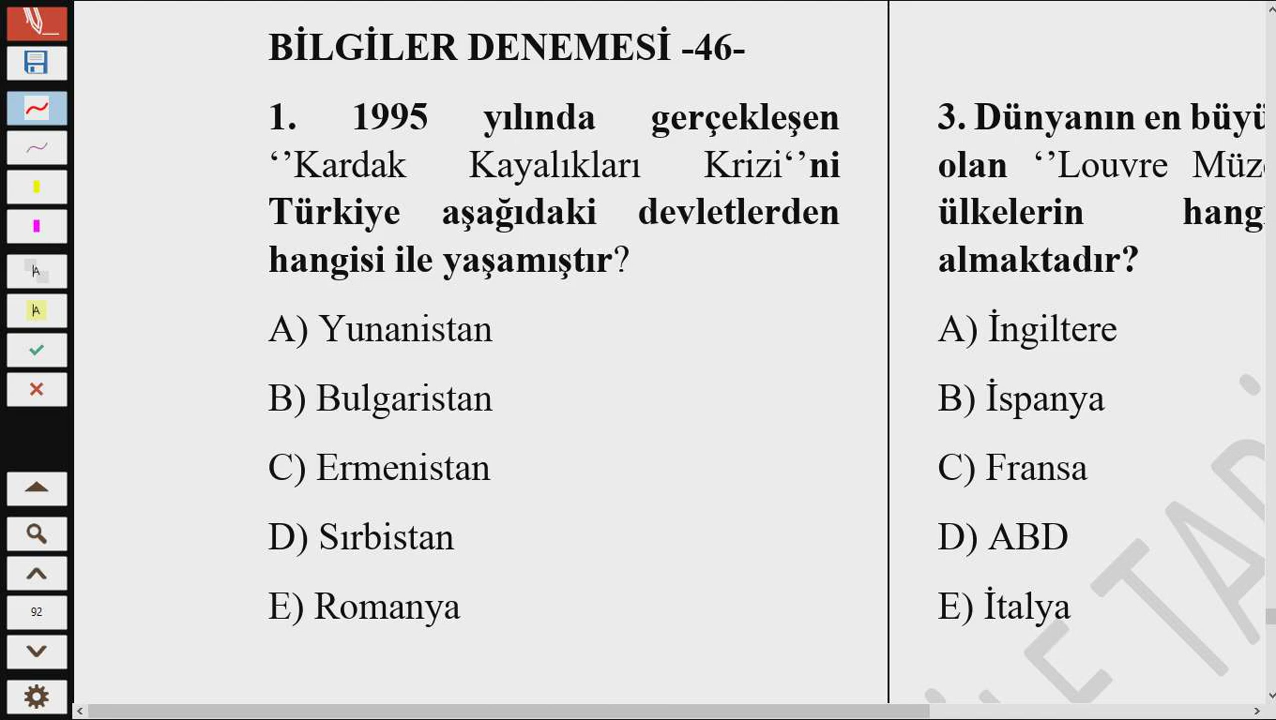 BİLGİLER DENEMESİ -46-
1. 1995 yılında gerçekleşen
‘’Kardak Kayalıkları Krizi‘’ni
Türkiye aşağıdaki devletlerden
hangisi ile yaşamıştır?
A) Yunanistan
B) Bulgaristan
C) Ermenistan
D) Sırbistan
E) Romanya
3. Dünyanın en
olan ‘’Louvre
ülkelerin
almaktadır?
A) İngiltere
B) İspanya
C) Fransa
D) ABD
E) İtalya
92